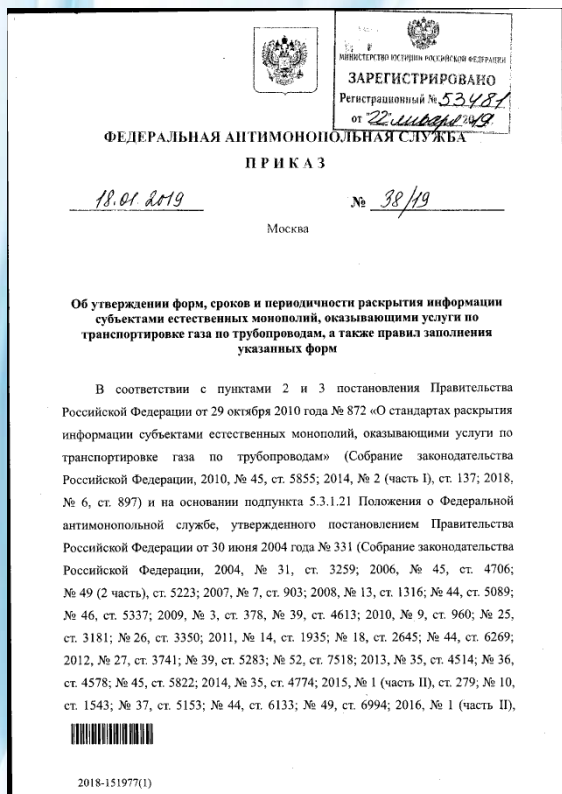 МИНИСТЕРСТВО ЮСТИЦИИ РОССИЙСКОЙ ФЕДЕРАЦИИ
ЗАРЕГИСТРИРОВАНО
Регистрационный № 53481
от "22" января 2019.
ФЕДЕРАЛЬНАЯ АНТИМОНОПОЛЬНАЯ СЛУЖБА
ПРИКАЗ
18.01.2019 № 38/19
Москва
Об утверждении форм, сроков и периодичности раскрытия информации
субъектами естественных монополий, оказывающими услуги по
транспортировке газа по трубопроводам, а также правил заполнения
указанных форм
В соответствии с пунктами 2 и 3 постановления Правительства
Российской Федерации от 29 октября 2010 года № 872 «О стандартах раскрытия
информации субъектами естественных монополий, оказывающими услуги по
транспортировке газа по трубопроводам» (Собрание законодательства
Российской Федерации, 2010, № 45, ст. 5855; 2014, № 2 (часть I), ст. 137; 2018,
№ 6, ст. 897) и на основании подпункта 5.3.1.21 Положения о Федеральной
антимонопольной службе, утвержденного постановлением Правительства
Российской Федерации от 30 июня 2004 года № 331 (Собрание законодательства
Российской Федерации, 2004, № 31, ст. 3259; 2006, № 45, ст. 4706;
№ 49 (2 часть), ст. 5223; 2007, № 7, ст. 903; 2008, № 13, ст. 1316; № 44, ст. 5089;
№ 46, ст. 5337; 2009, № 3, ст. 378, № 39, ст. 4613; 2010, № 9, ст. 960; № 25,
ст. 3181; № 26, ст. 3350; 2011, № 14, ст. 1935; № 18, ст. 2645; № 44, ст. 6269;
2012, № 27, ст. 3741; № 39, ст. 5283; № 52, ст. 7518; 2013, № 35, ст. 4514; № 36,
ст. 4578; № 45, ст. 5822; 2014, № 35, ст. 4774; 2015, № 1 (часть II), ст. 279; № 10,
ст. 1543; № 37, ст. 5153; № 44, ст. 6133; № 49, ст. 6994; 2016, № 1 (часть II),
2018-151977(1)